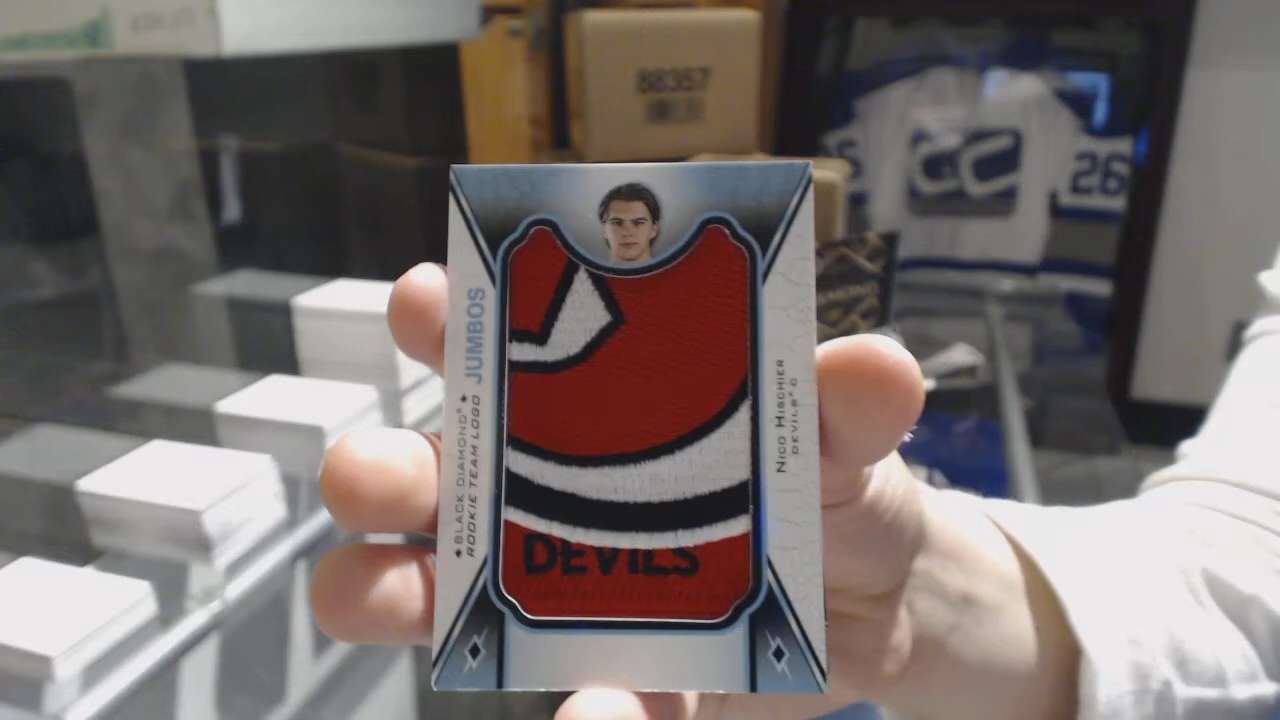 88357
26
BLACK DIAMOND®
ROOKIE TEAM LOGO JUMBOS
NICO HISCHIER
DEVILS® C
DEVILS